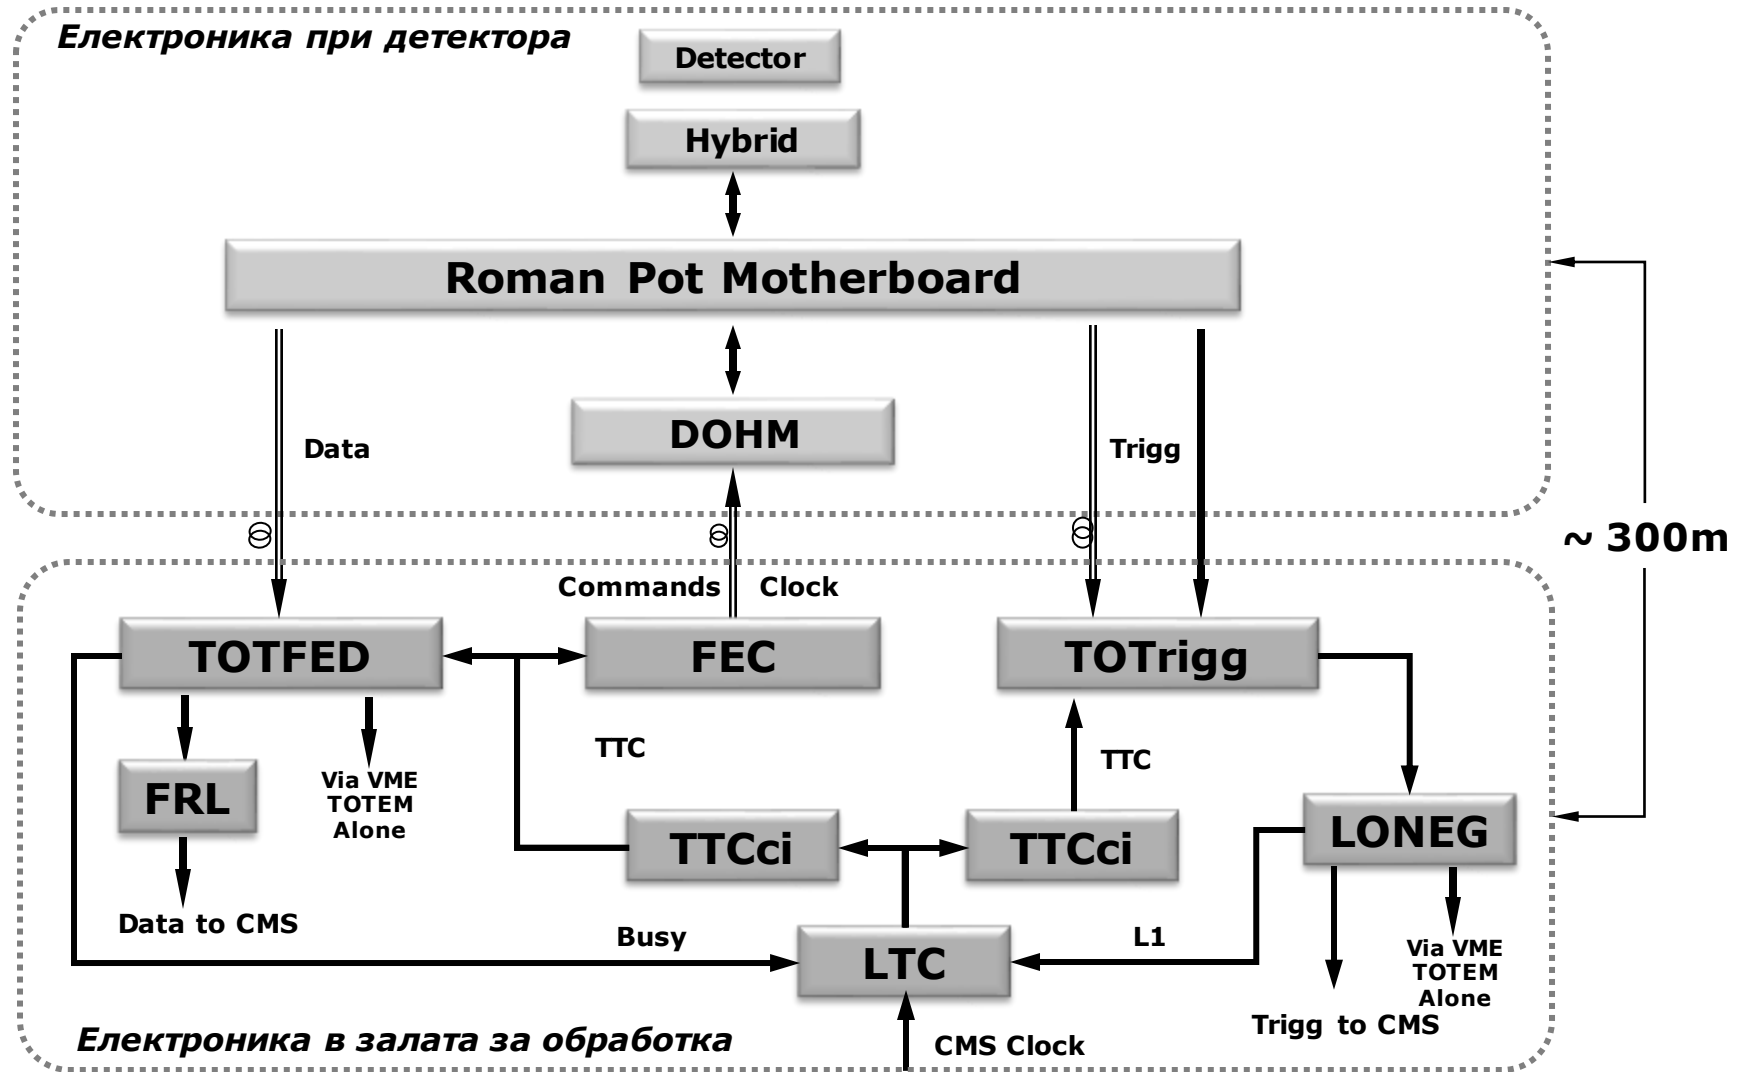 Електроника при детектора
Detector
Hybrid
Roman Pot Motherboard
DOHM
Data
Trigg
~ 300m
Commands
Clock
TOTFED
FEC
TOTrigg
TTC
TTC
Via VME
TOTEM
Alone
FRL
TTCci
TTCci
LONEG
Data to CMS
Busy
L1
LTC
Via VME
TOTEM
Alone
Trigg to CMS
Електроника в залата за обработка
CMS Clock